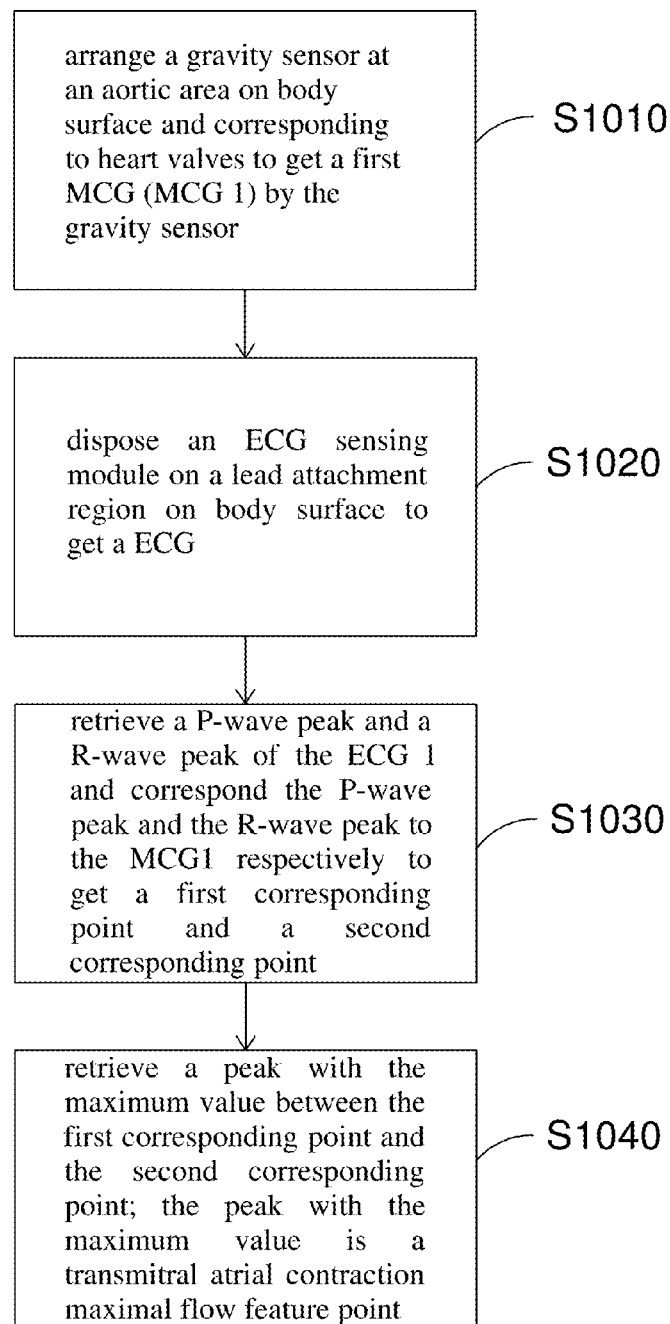 arrange a gravity sensor at
an aortic area on body
surface and corresponding
to heart valves to get a first
MCG (MCG 1) by the
gravity sensor
S1010
dispose an ECG sensing
module on a lead attachment
region on body surface to
get a ECG
S1020
retrieve a P-wave peak and a
R-wave peak of the ECG 1
and correspond the P-wave
peak and the R-wave peak to
the MCG1 respectively to
get a first corresponding
point and a second
corresponding point
S1030
retrieve a peak with the
maximum value between the
first corresponding point and
the second corresponding
point; the peak with the
maximum value is a
transmitral atrial contraction
maximal flow feature point
S1040